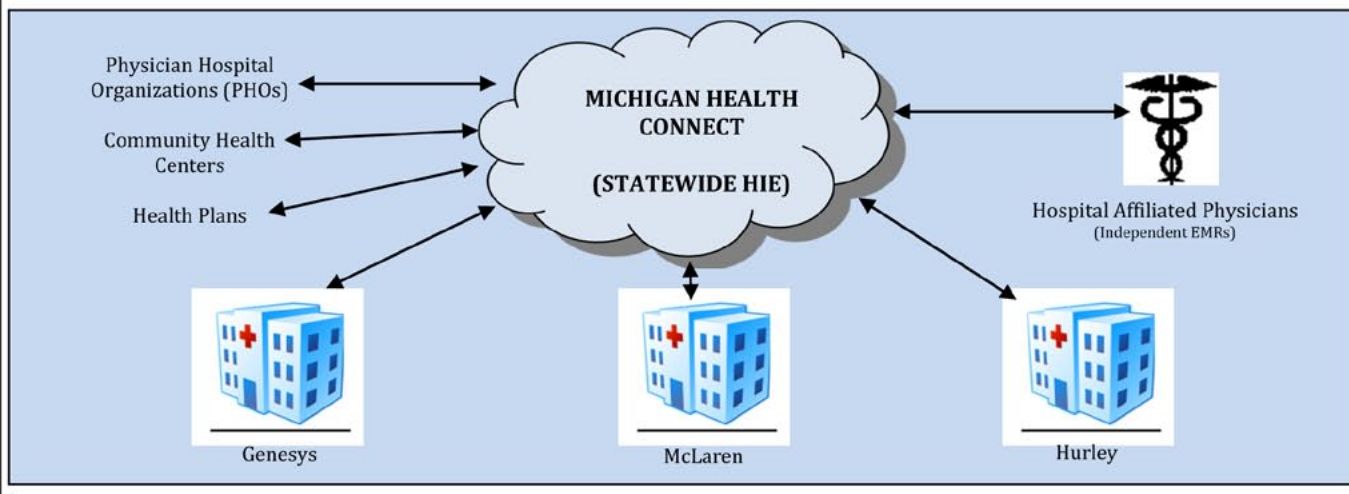 Physician Hospital
Organizations (PHOs)
Community Health
Centers
Health Plans
MICHIGAN HEALTH
CONNECT
(STATEWIDE HIE)
Hospital Affiliated Physicians
(Independent EMRs)
Genesys
McLaren
Hurley